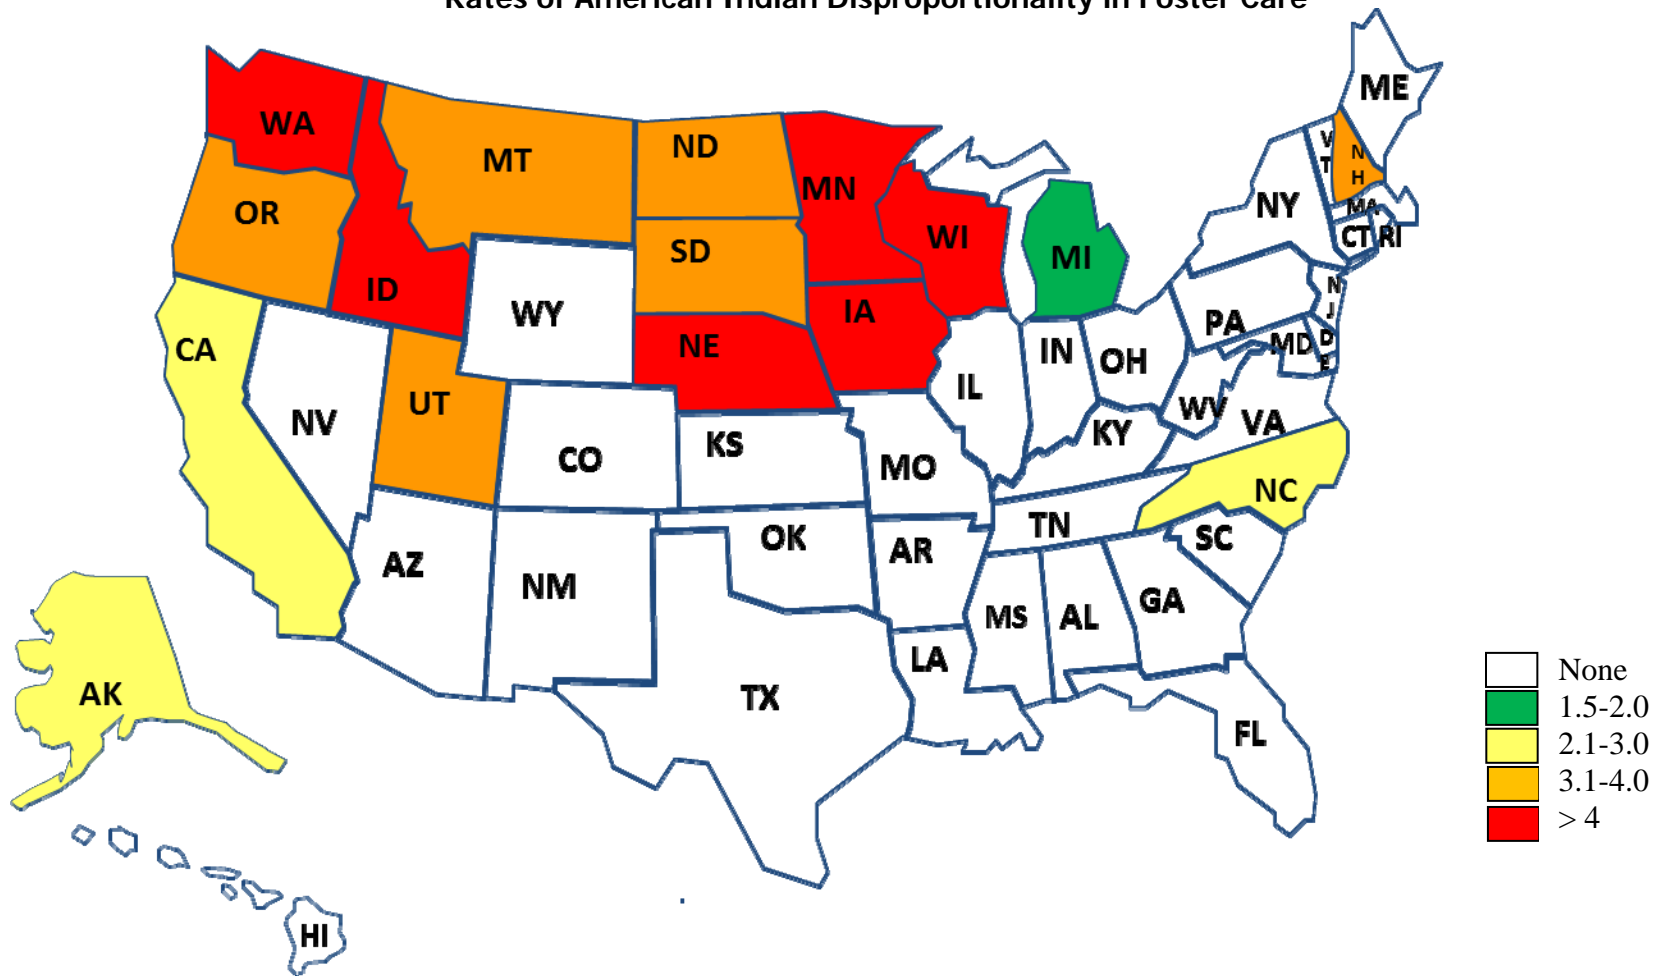 Rates of American Indian Disproportionality in Foster Care
ME
WA
VT
NH
ND
MT
MN
NY
MA
OR
WI
CT RI
SD
MI
ID
NJ
WY
IA
PA
DE
MD
NE
CA
IN
OH
IL
UT
WV
NV
VA
KY
KS
CO
MO
NC
TN
OK
SC
AR
AZ
NM
GA
MS
AL
LA
None
AK
TX
1.5-2.0
FL
2.1-3.0
3.1-4.0
> 4
HI